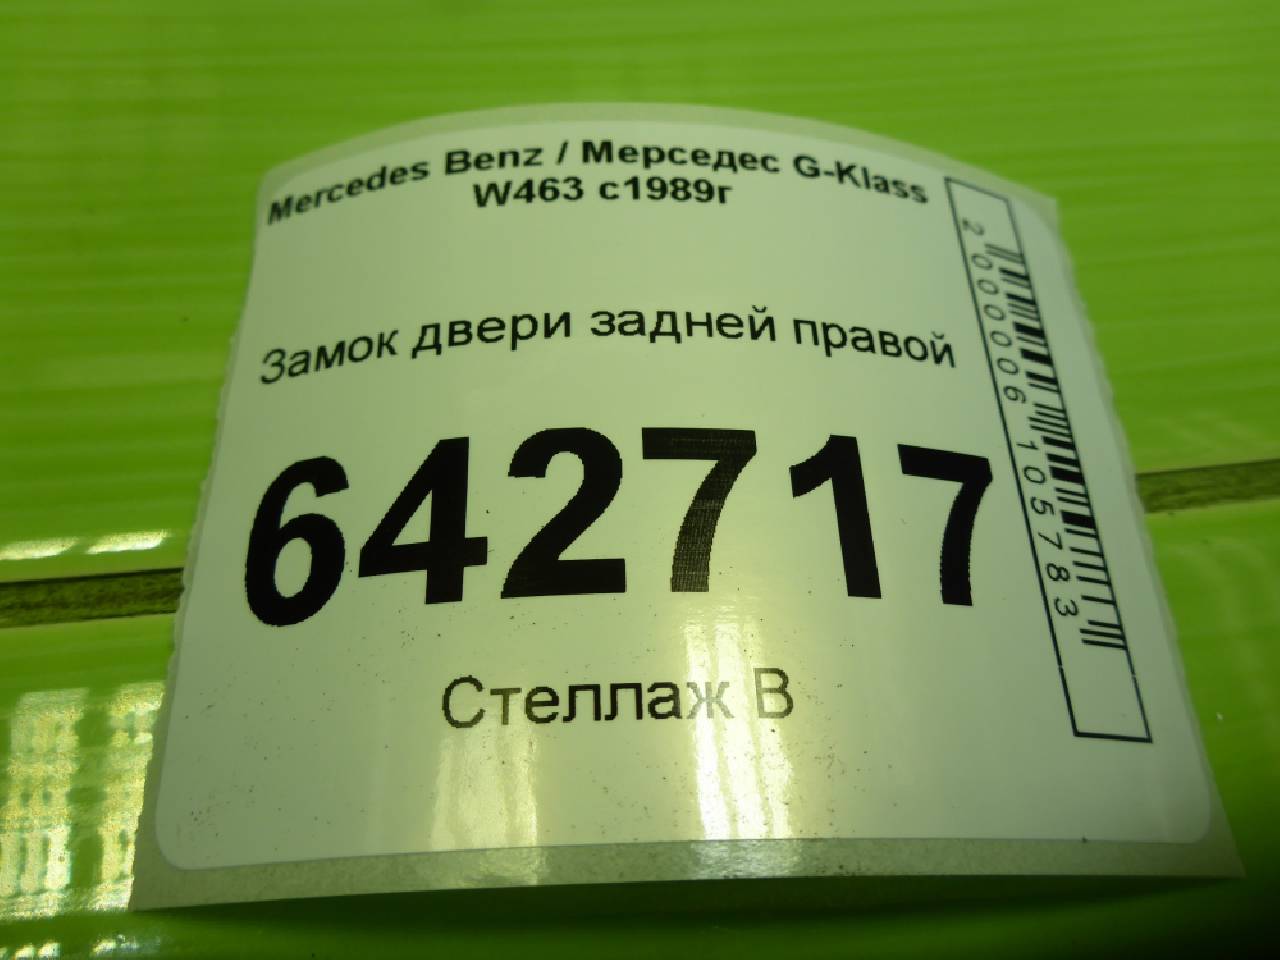 Mercedes Benz / Мерседес G-Klass
W463 с1989г
Замок двери задней правой
642717
Стеллаж В
2000006105783